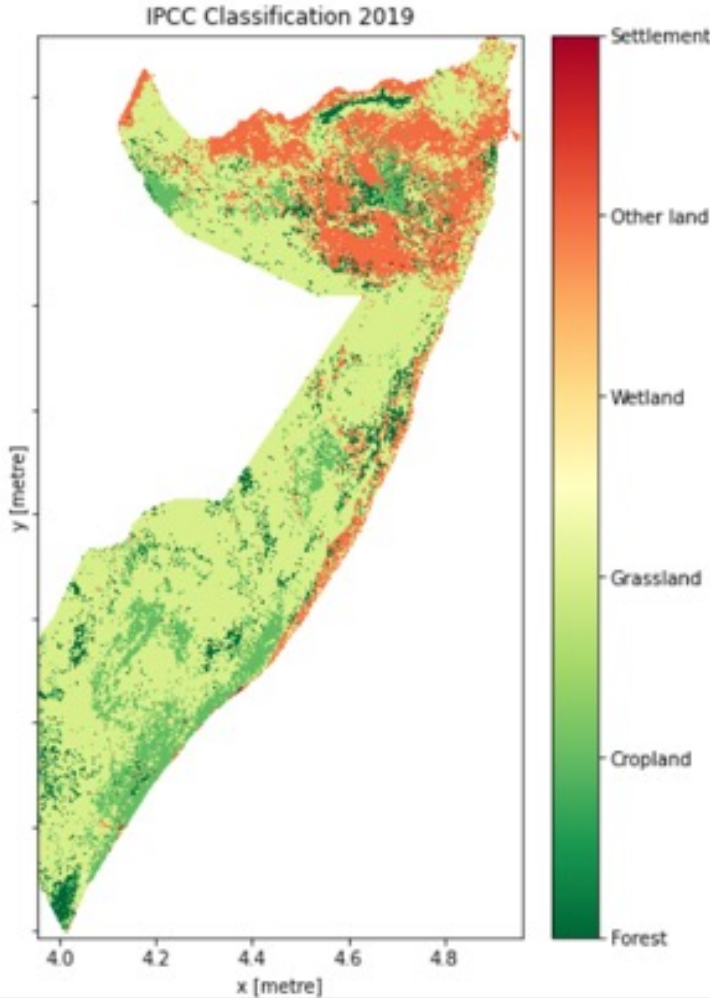 IPCC Classification 2019
Settlement
Other land
Wetland
Grassland
Cropland
Forest
y [metre]
4.0 4.2 4.4 4.6 4.8
x [metre]